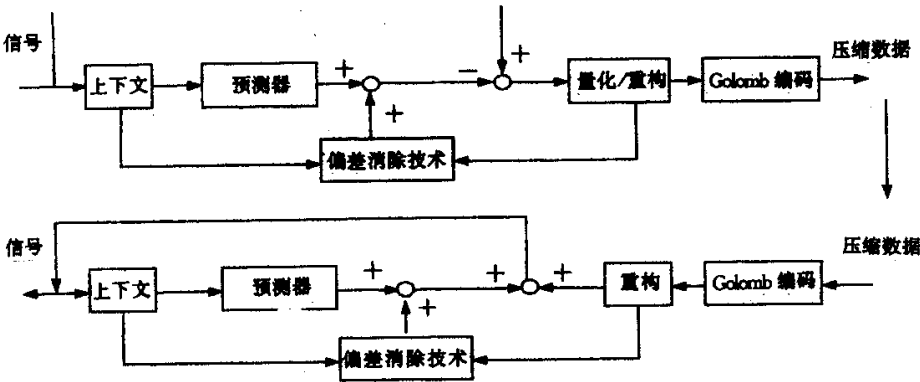 信号
上下文
预测器
+
−
+
+
量化/重构
Golomb 编码
压缩数据
偏差消除技术
信号
上下文
预测器
+
+
+
+
重构
Golomb 编码
压缩数据
偏差消除技术